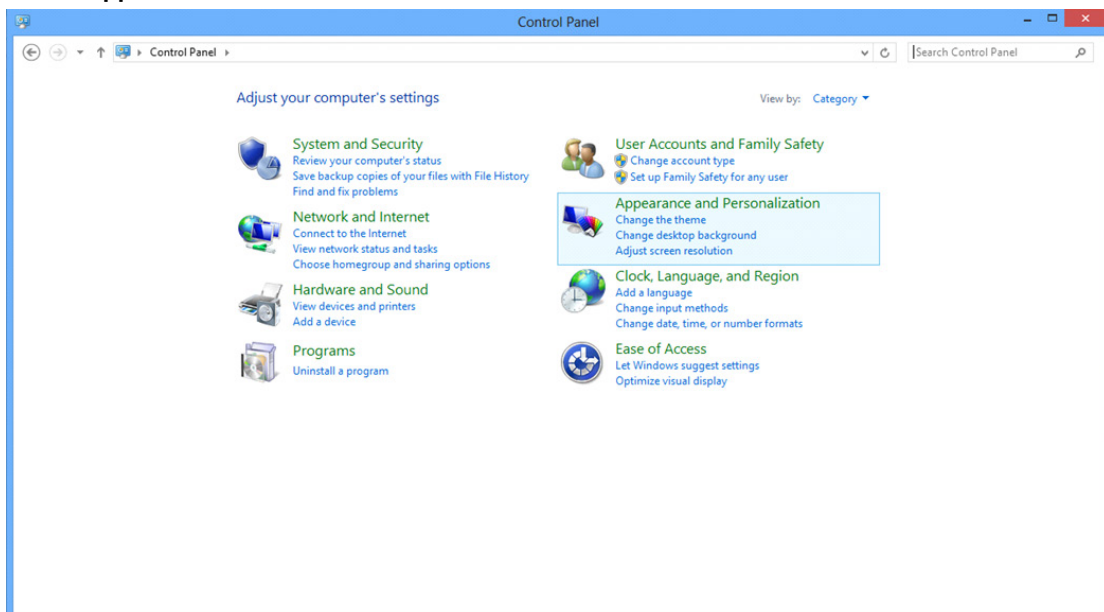 Control Panel
Control Panel
Search Control Panel
Adjust your computer's settings
View by: Category
System and Security
Review your computer's status
Save backup copies of your files with File History
Find and fix problems
Network and Internet
Connect to the Internet
View network status and tasks
Choose homegroup and sharing options
Hardware and Sound
View devices and printers
Add a device
Programs
Uninstall a program
User Accounts and Family Safety
Change account type
Set up Family Safety for any user
Appearance and Personalization
Change the theme
Change desktop background
Adjust screen resolution
Clock, Language, and Region
Add a language
Change input methods
Change date, time, or number formats
Ease of Access
Let Windows suggest settings
Optimize visual display